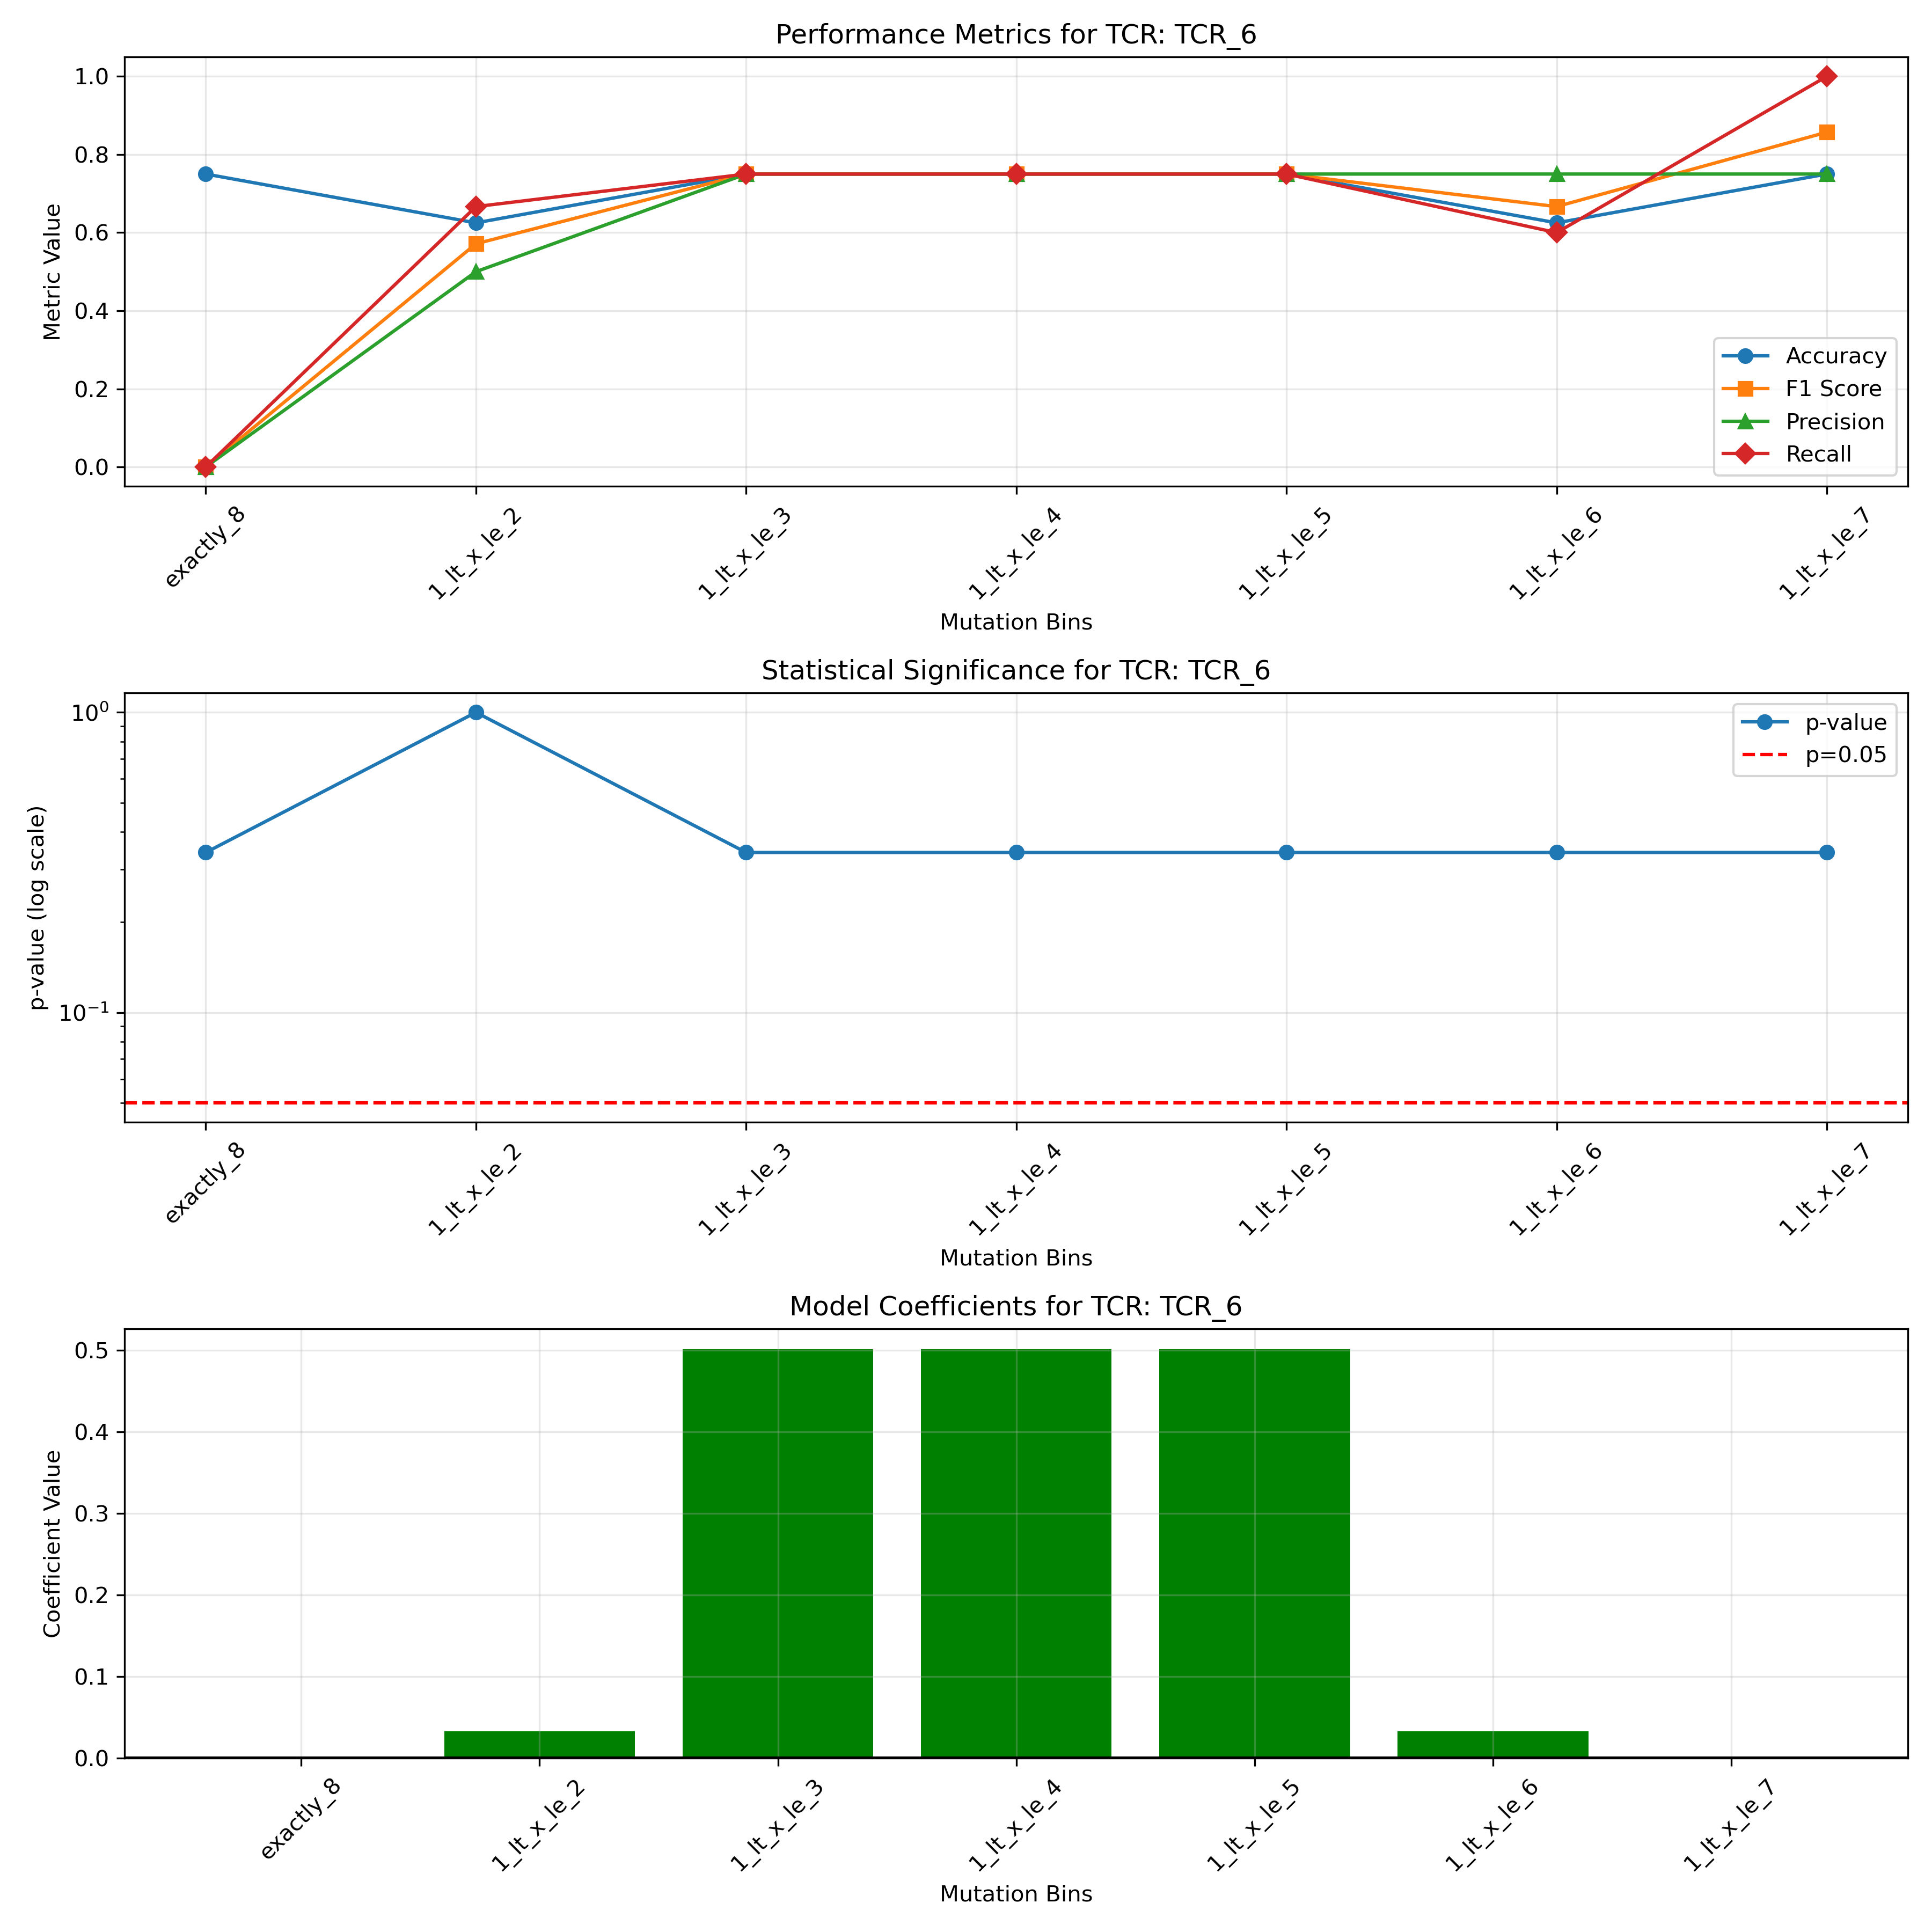 Performance Metrics for TCR: TCR_6
Metric Value
1.0
0.8
0.6
0.4
0.2
0.0
Accuracy
F1 Score
Precision
Recall
exactly_8
1_lt_x_le_2
1_lt_x_le_3
1_lt_x_le_4
1_lt_x_le_5
1_lt_x_le_6
1_lt_x_le_7
Mutation Bins
Statistical Significance for TCR: TCR_6
p-value (log scale)
10⁰
10⁻¹
p-value
p=0.05
exactly_8
1_lt_x_le_2
1_lt_x_le_3
1_lt_x_le_4
1_lt_x_le_5
1_lt_x_le_6
1_lt_x_le_7
Mutation Bins
Model Coefficients for TCR: TCR_6
Coefficient Value
0.5
0.4
0.3
0.2
0.1
0.0
exactly_8
1_lt_x_le_2
1_lt_x_le_3
1_lt_x_le_4
1_lt_x_le_5
1_lt_x_le_6
1_lt_x_le_7
Mutation Bins